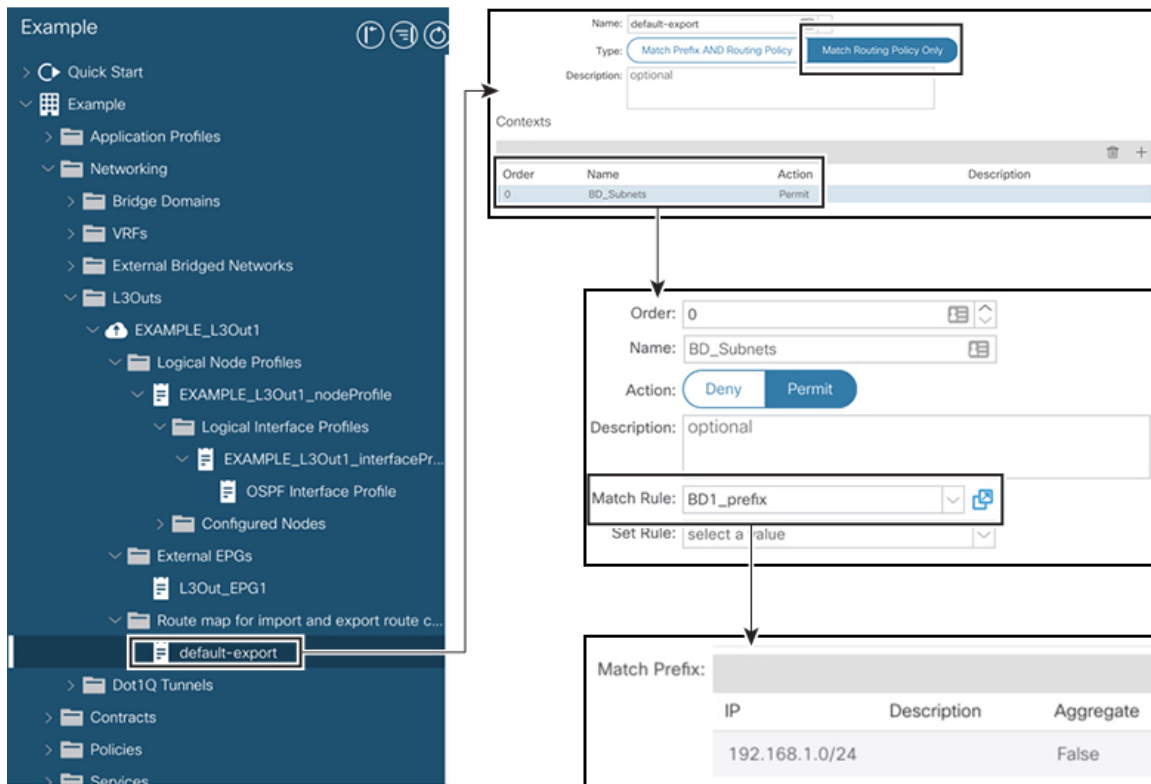 Example
Quick Start
Example
Application Profiles
Networking
Bridge Domains
VRFs
External Bridged Networks
L3Outs
EXAMPLE_L3Out1
Logical Node Profiles
EXAMPLE_L3Out1_nodeProfile
Logical Interface Profiles
EXAMPLE_L3Out1_interfacePr...
OSPF Interface Profile
Configured Nodes
External EPGs
L3Out_EPG1
Route map for import and export route c...
default-export
Dot1Q Tunnels
Contracts
Policies
Services
Name: default-export
Type: Match Prefix AND Routing Policy Match Routing Policy Only
Description: optional
Contexts
Order Name Action Description
0 BD_Subnets Permit
Order: 0
Name: BD_Subnets
Action: Deny Permit
Description: optional
Match Rule: BD1_prefix
Set Rule: select a value
Match Prefix:
IP Description Aggregate
192.168.1.0/24 False